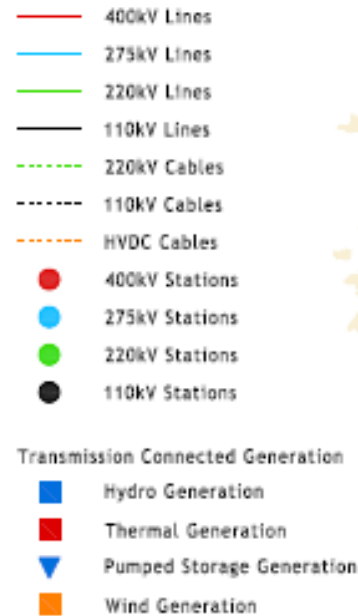 400kV Lines
275kV Lines
220kV Lines
110kV Lines
220kV Cables
110kV Cables
HVDC Cables
400kV Stations
275kV Stations
220kV Stations
110kV Stations
Transmission Connected Generation
Hydro Generation
Thermal Generation
Pumped Storage Generation
Wind Generation